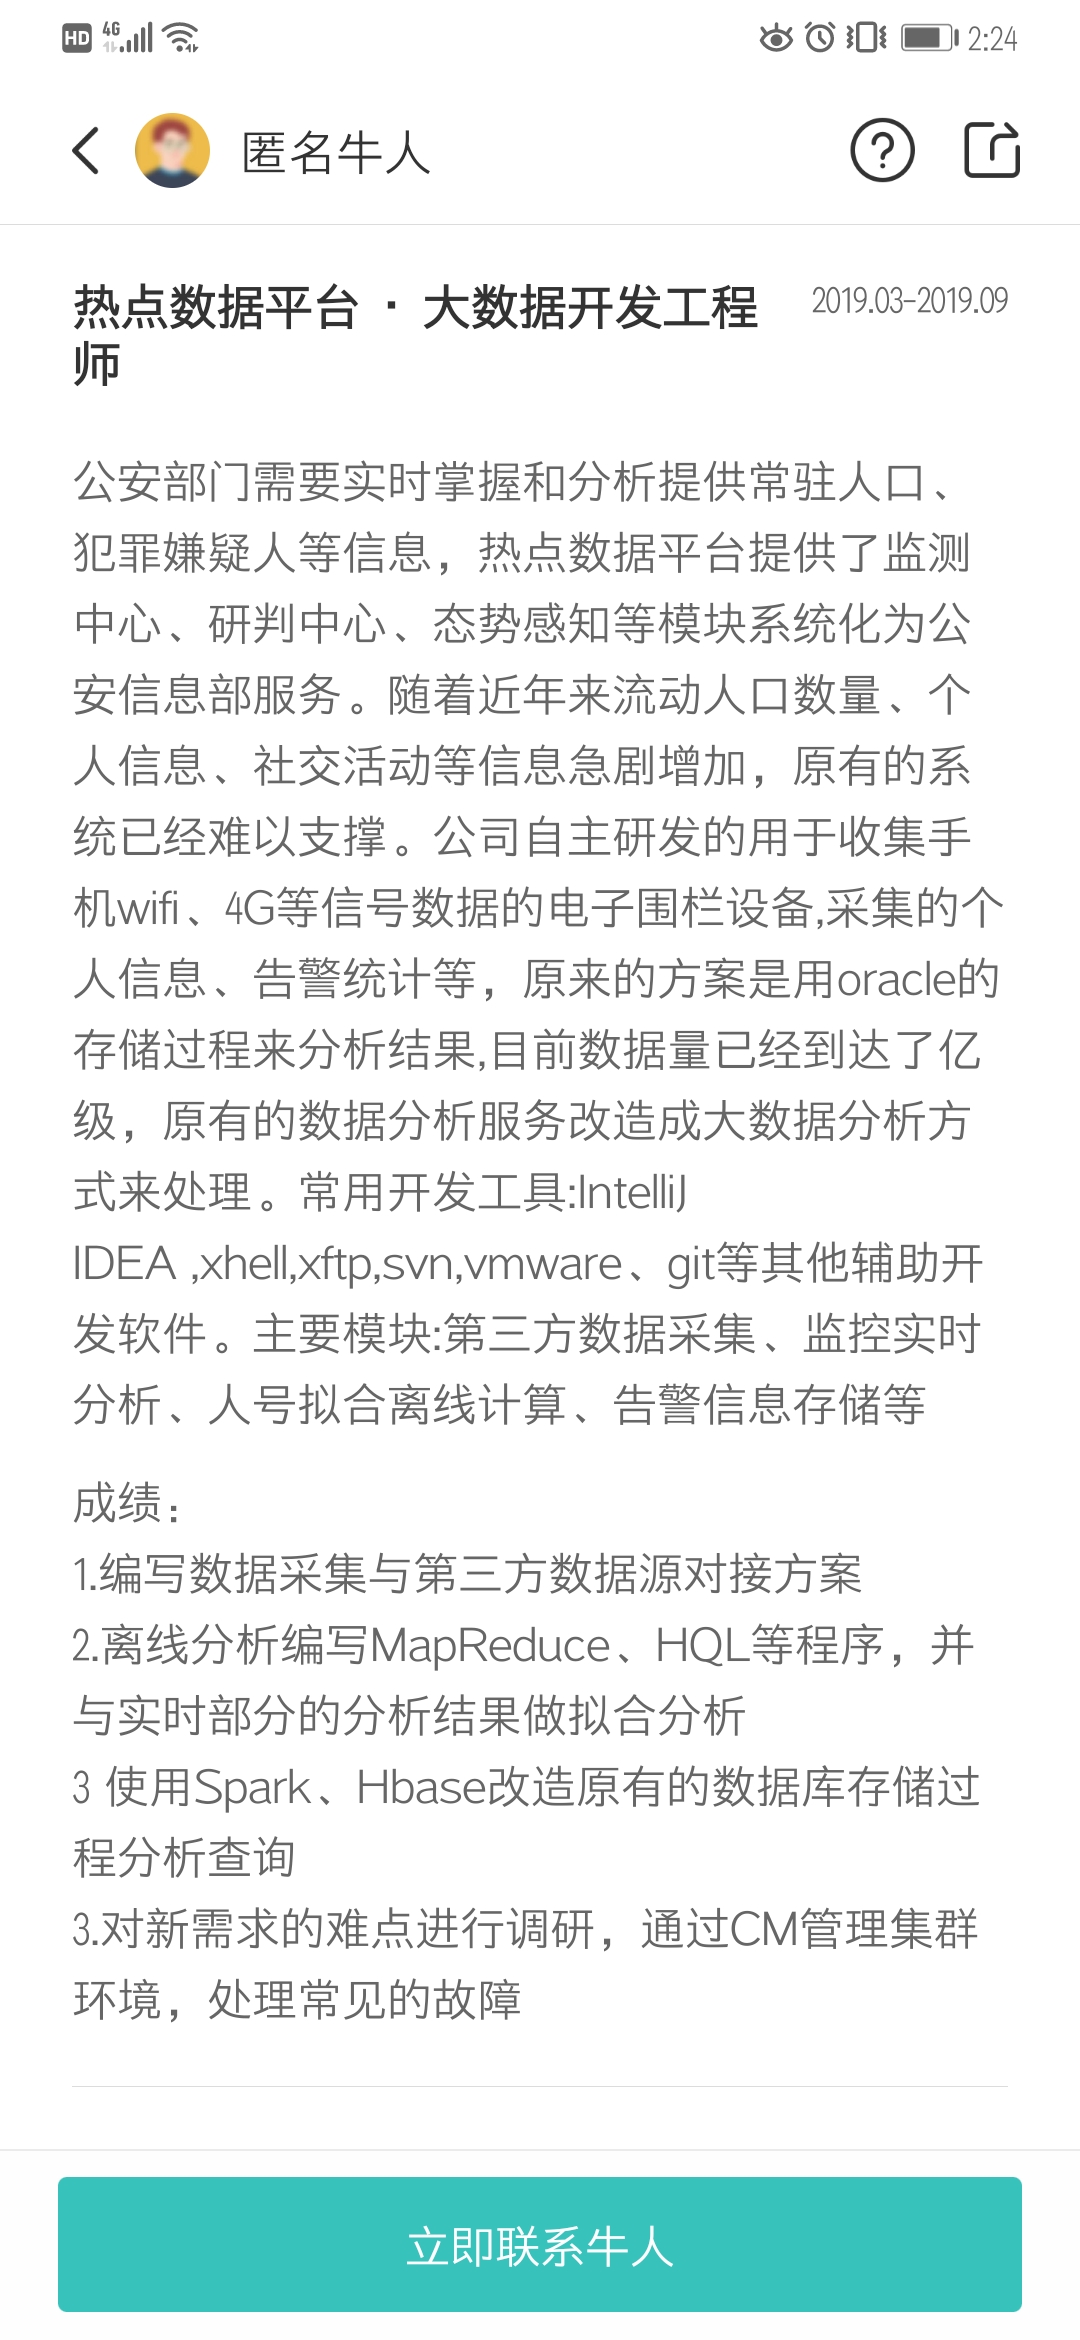 HD 4G 2:24
匿名牛人
热点数据平台 · 大数据开发工程 2019.03-2019.09
师
公安部门需要实时掌握和分析提供常驻人口、
犯罪嫌疑人等信息，热点数据平台提供了监测
中心、研判中心、态势感知等模块系统化为公
安信息部服务。随着近年来流动人口数量、个
人信息、社交活动等信息急剧增加，原有的系
统已经难以支撑。公司自主研发的用于收集手
机wifi、4G等信号数据的电子围栏设备,采集的个
人信息、告警统计等，原来的方案是用oracle的
存储过程来分析结果,目前数据量已经到达了亿
级，原有的数据分析服务改造成大数据分析方
式来处理。常用开发工具:IntelliJ
IDEA ,xhell,xftp,svn,vmware、git等其他辅助开
发软件。主要模块:第三方数据采集、监控实时
分析、人号拟合离线计算、告警信息存储等
成绩：
1.编写数据采集与第三方数据源对接方案
2.离线分析编写MapReduce、HQL等程序，并
与实时部分的分析结果做拟合分析
3 使用Spark、Hbase改造原有的数据库存储过
程分析查询
3.对新需求的难点进行调研，通过CM管理集群
环境，处理常见的故障
立即联系牛人